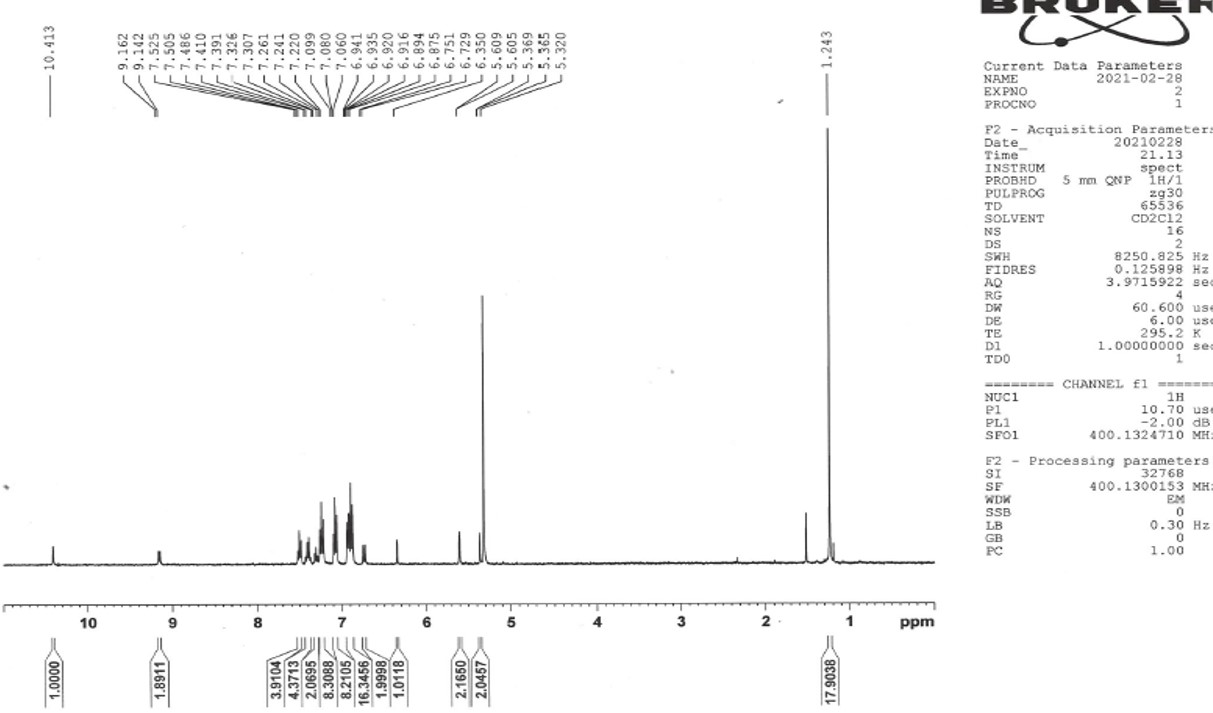 BRUKER
10.413
9.162
9.142
7.525
7.505
7.486
7.410
7.391
7.326
7.307
7.261
7.241
7.220
7.099
7.080
7.060
6.941
6.935
6.920
6.916
6.894
6.875
6.751
6.729
6.350
5.609
5.605
5.369
5.365
5.320
1.243
Current Data Parameters
NAME 2021-02-28
EXPNO 2
PROCNO 1
F2 - Acquisition Parameters
Date_ 20210228
Time 21.13
INSTRUM spect
PROBHD 5 mm QNP 1H/1
PULPROG zg30
TD 65536
SOLVENT CD2Cl2
NS 16
DS 2
SWH 8250.825 Hz
FIDRES 0.125898 Hz
AQ 3.9715922 sec
RG 4
DW 60.600 use
DE 6.00 use
TE 295.2 K
D1 1.00000000 sec
TD0 1
======== CHANNEL f1 =======
NUC1 1H
P1 10.70 use
PL1 -2.00 dB
SFO1 400.1324710 MH
F2 - Processing parameters
SI 32768
SF 400.1300153 MH
WDW EM
SSB 0
LB 0.30 Hz
GB 0
PC 1.00
10 9 8 7 6 5 4 3 2 1 ppm
1.0000
1.8911
3.9104
4.3713
2.0695
8.3088
8.2105
16.3456
1.9998
1.0118
2.1650
2.0457
17.9038